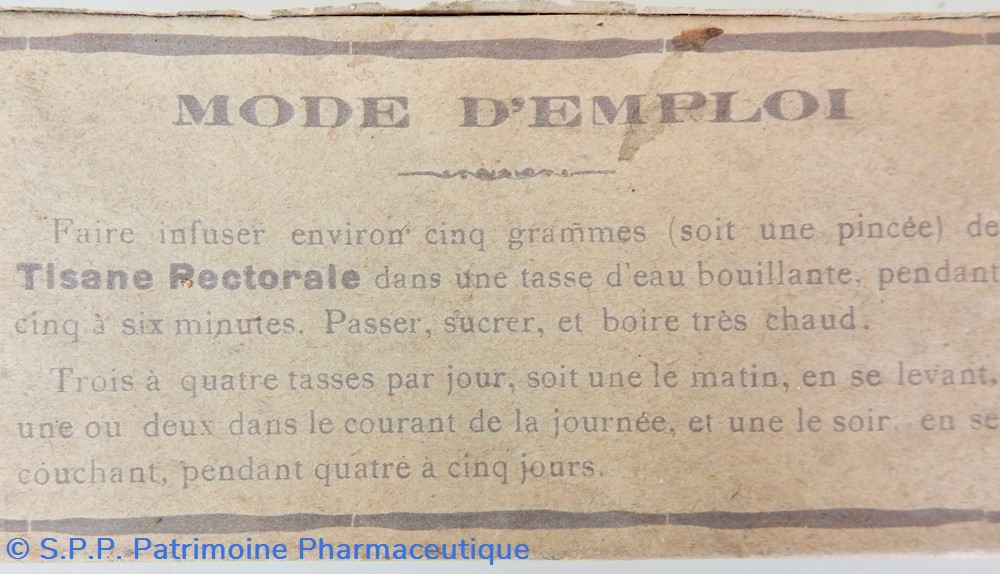 MODE D'EMPLOI
Faire infuser environ cinq grammes (soit une pincée) de
Tisane Pectorale dans une tasse d'eau bouillante, pendant
cinq à six minutes. Passer, sucrer, et boire très chaud.
Trois à quatre tasses par jour, soit une le matin, en se levant,
une ou deux dans le courant de la journée, et une le soir, en se
couchant, pendant quatre à cinq jours.
© S.P.P. Patrimoine Pharmaceutique